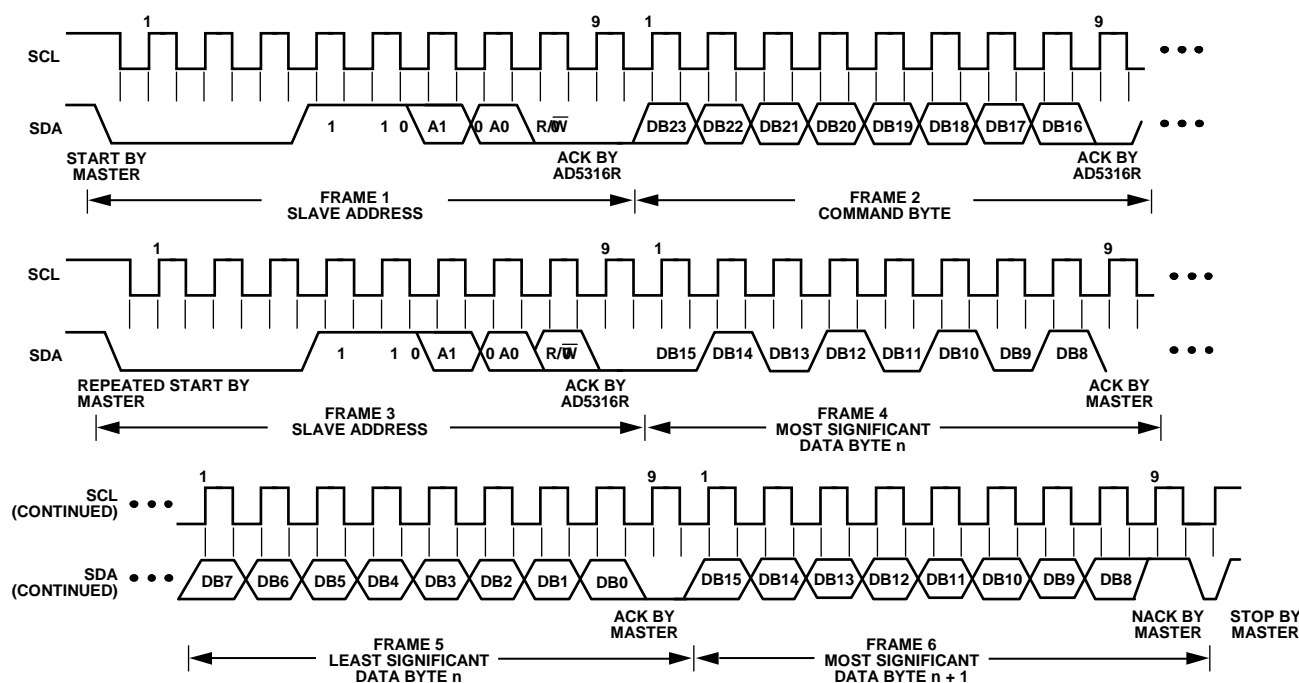 1 9 1 9
SCL
SDA 1 1 0 A1 0 A0 R/W DB23 DB22 DB21 DB20 DB19 DB18 DB17 DB16
START BY MASTER ACK BY AD5316R ACK BY AD5316R
FRAME 1 SLAVE ADDRESS FRAME 2 COMMAND BYTE
1 9 1 9
SCL
SDA 1 1 0 A1 0 A0 R/W DB15 DB14 DB13 DB12 DB11 DB10 DB9 DB8
REPEATED START BY MASTER ACK BY AD5316R ACK BY MASTER
FRAME 3 SLAVE ADDRESS FRAME 4 MOST SIGNIFICANT DATA BYTE n
1 9 1 9
SCL (CONTINUED)
SDA (CONTINUED) DB7 DB6 DB5 DB4 DB3 DB2 DB1 DB0 DB15 DB14 DB13 DB12 DB11 DB10 DB9 DB8
ACK BY MASTER NACK BY MASTER STOP BY MASTER
FRAME 5 LEAST SIGNIFICANT DATA BYTE n FRAME 6 MOST SIGNIFICANT DATA BYTE n + 1